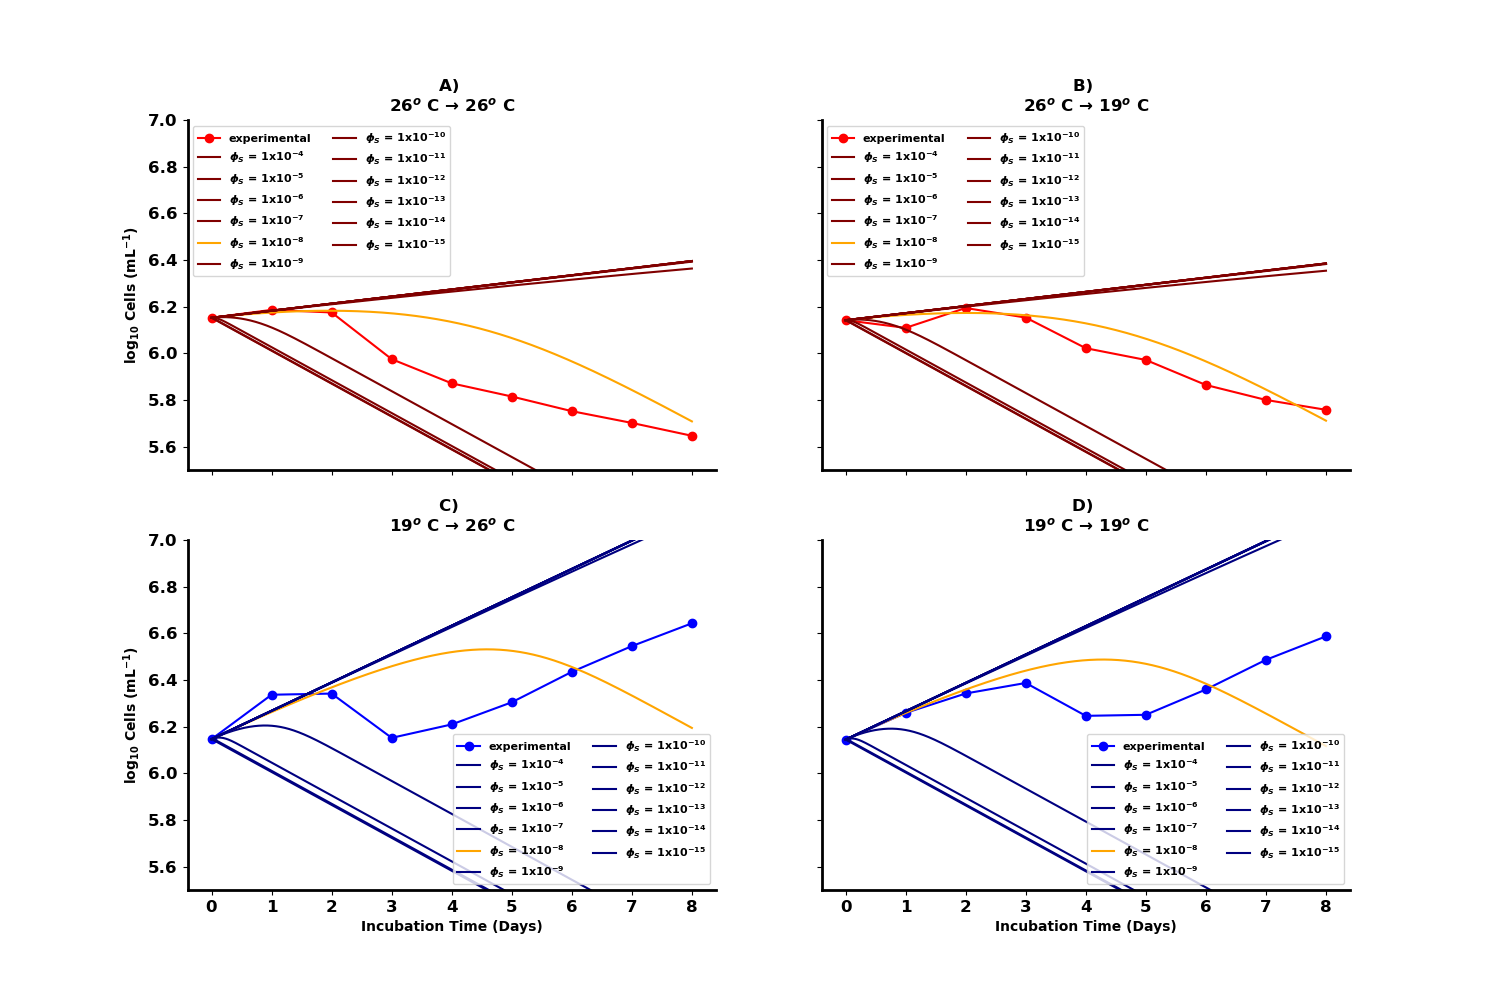 A)
26° C → 26° C
7.0
6.8
6.6
6.4
6.2
6.0
5.8
5.6
log₁₀ Cells (mL⁻¹)
experimental
ϕₛ = 1x10⁻⁴
ϕₛ = 1x10⁻⁵
ϕₛ = 1x10⁻⁶
ϕₛ = 1x10⁻⁷
ϕₛ = 1x10⁻⁸
ϕₛ = 1x10⁻⁹
ϕₛ = 1x10⁻¹⁰
ϕₛ = 1x10⁻¹¹
ϕₛ = 1x10⁻¹²
ϕₛ = 1x10⁻¹³
ϕₛ = 1x10⁻¹⁴
ϕₛ = 1x10⁻¹⁵
B)
26° C → 19° C
experimental
ϕₛ = 1x10⁻⁴
ϕₛ = 1x10⁻⁵
ϕₛ = 1x10⁻⁶
ϕₛ = 1x10⁻⁷
ϕₛ = 1x10⁻⁸
ϕₛ = 1x10⁻⁹
ϕₛ = 1x10⁻¹⁰
ϕₛ = 1x10⁻¹¹
ϕₛ = 1x10⁻¹²
ϕₛ = 1x10⁻¹³
ϕₛ = 1x10⁻¹⁴
ϕₛ = 1x10⁻¹⁵
C)
19° C → 26° C
7.0
6.8
6.6
6.4
6.2
6.0
5.8
5.6
log₁₀ Cells (mL⁻¹)
experimental
ϕₛ = 1x10⁻⁴
ϕₛ = 1x10⁻⁵
ϕₛ = 1x10⁻⁶
ϕₛ = 1x10⁻⁷
ϕₛ = 1x10⁻⁸
ϕₛ = 1x10⁻⁹
ϕₛ = 1x10⁻¹⁰
ϕₛ = 1x10⁻¹¹
ϕₛ = 1x10⁻¹²
ϕₛ = 1x10⁻¹³
ϕₛ = 1x10⁻¹⁴
ϕₛ = 1x10⁻¹⁵
0 1 2 3 4 5 6 7 8
Incubation Time (Days)
D)
19° C → 19° C
experimental
ϕₛ = 1x10⁻⁴
ϕₛ = 1x10⁻⁵
ϕₛ = 1x10⁻⁶
ϕₛ = 1x10⁻⁷
ϕₛ = 1x10⁻⁸
ϕₛ = 1x10⁻⁹
ϕₛ = 1x10⁻¹⁰
ϕₛ = 1x10⁻¹¹
ϕₛ = 1x10⁻¹²
ϕₛ = 1x10⁻¹³
ϕₛ = 1x10⁻¹⁴
ϕₛ = 1x10⁻¹⁵
0 1 2 3 4 5 6 7 8
Incubation Time (Days)